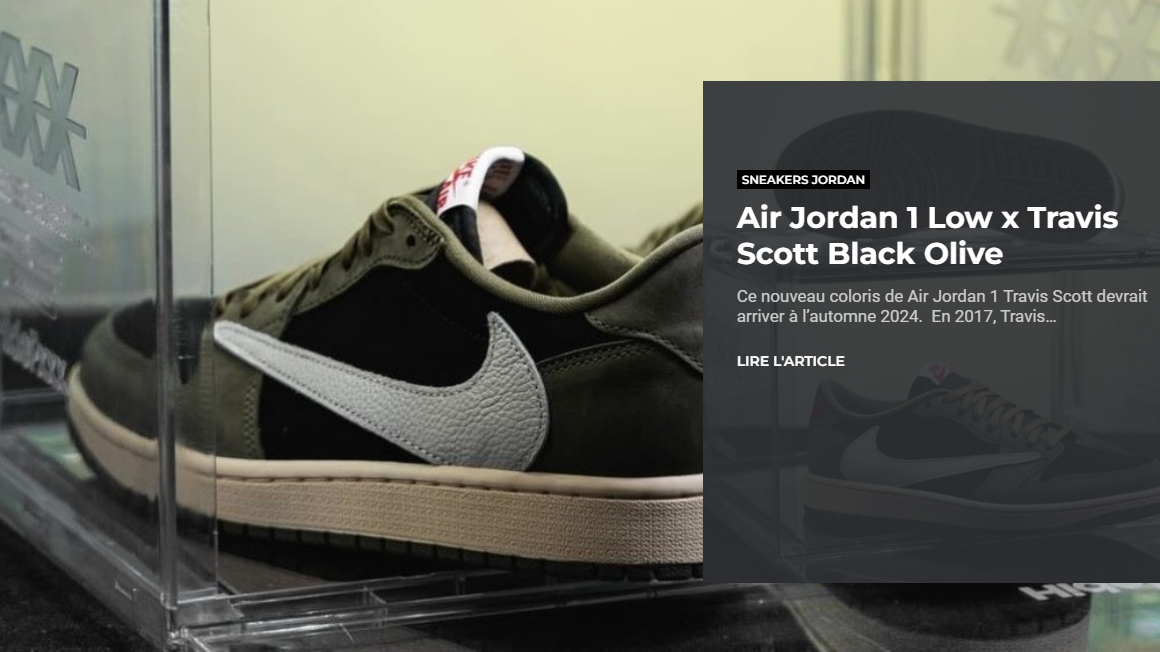 SNEAKERS JORDAN
Air Jordan 1 Low x Travis
Scott Black Olive
Ce nouveau coloris de Air Jordan 1 Travis Scott devrait
arriver à l’automne 2024.  En 2017, Travis...
LIRE L'ARTICLE